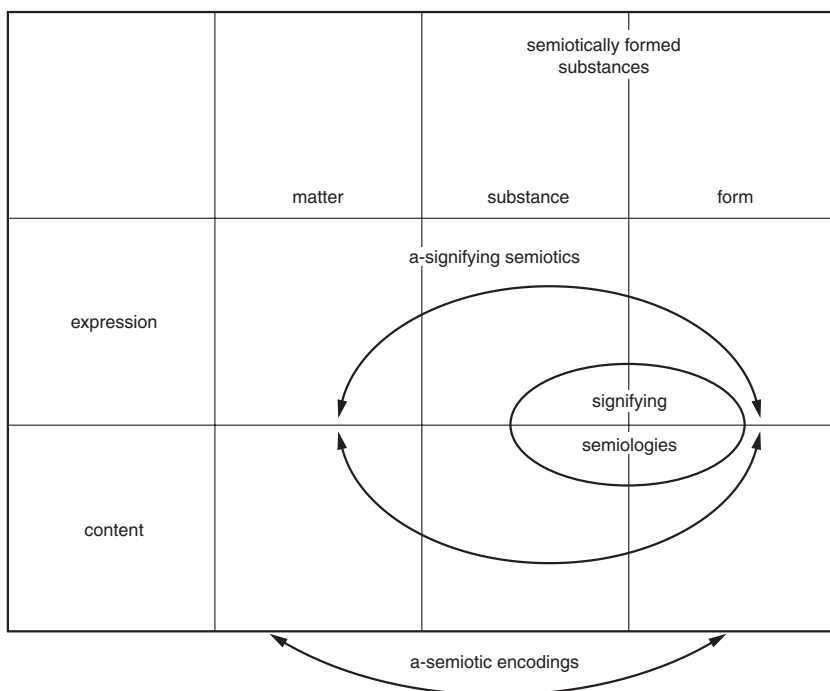 semiotically formed
substances
matter
substance
form
a-signifying semiotics
expression
signifying
semiologies
content
a-semiotic encodings